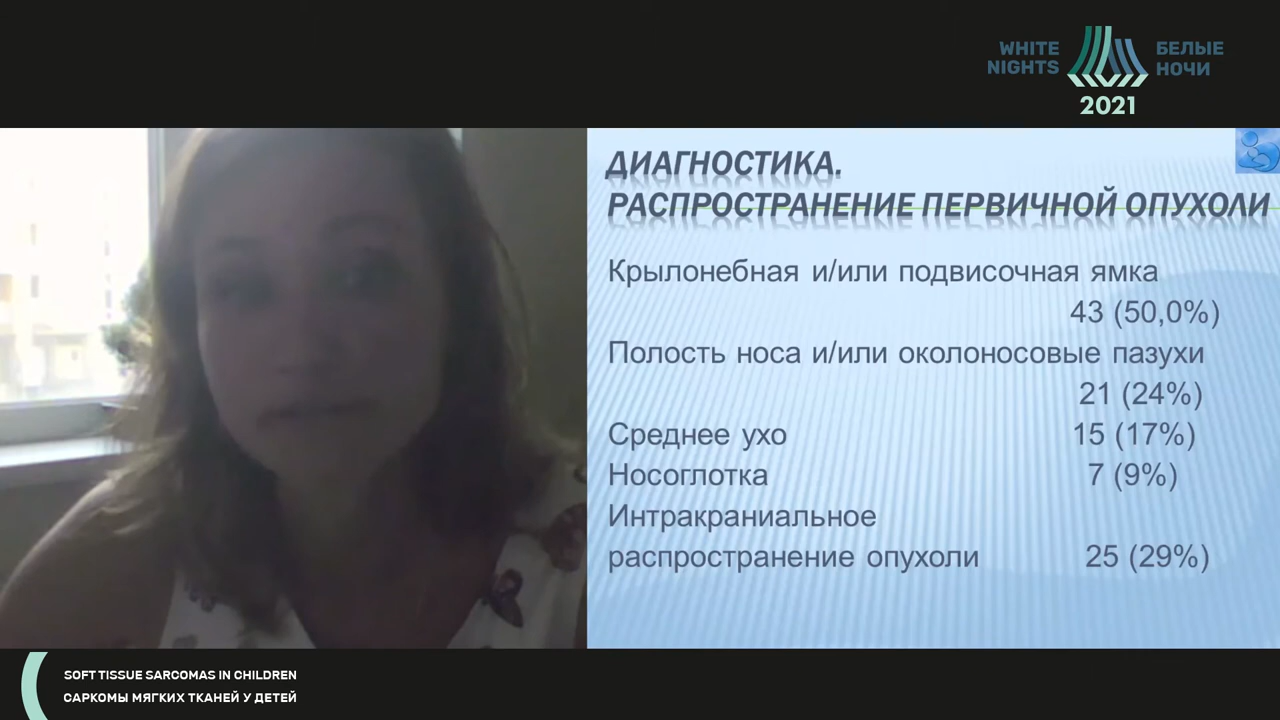 WHITE
NIGHTS
БЕЛЫЕ
НОЧИ
2021
ДИАГНОСТИКА.
РАСПРОСТРАНЕНИЕ ПЕРВИЧНОЙ ОПУХОЛИ
Крылонебная и/или подвисочная ямка
43 (50,0%)
Полость носа и/или околоносовые пазухи
21 (24%)
Среднее ухо 15 (17%)
Носоглотка 7 (9%)
Интракраниальное
распространение опухоли 25 (29%)
SOFT TISSUE SARCOMAS IN CHILDREN
САРКОМЫ МЯГКИХ ТКАНЕЙ У ДЕТЕЙ